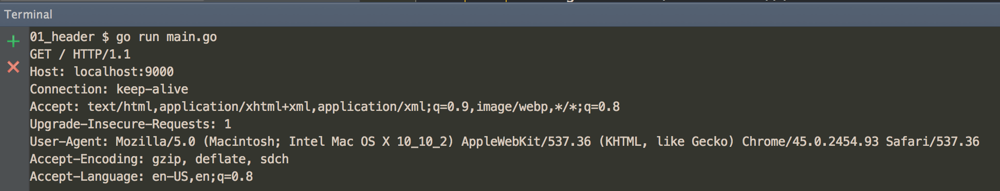 Terminal
01_header $ go run main.go
GET / HTTP/1.1
Host: localhost:9000
Connection: keep-alive
Accept: text/html,application/xhtml+xml,application/xml;q=0.9,image/webp,*/*;q=0.8
Upgrade-Insecure-Requests: 1
User-Agent: Mozilla/5.0 (Macintosh; Intel Mac OS X 10_10_2) AppleWebKit/537.36 (KHTML, like Gecko) Chrome/45.0.2454.93 Safari/537.36
Accept-Encoding: gzip, deflate, sdch
Accept-Language: en-US,en;q=0.8